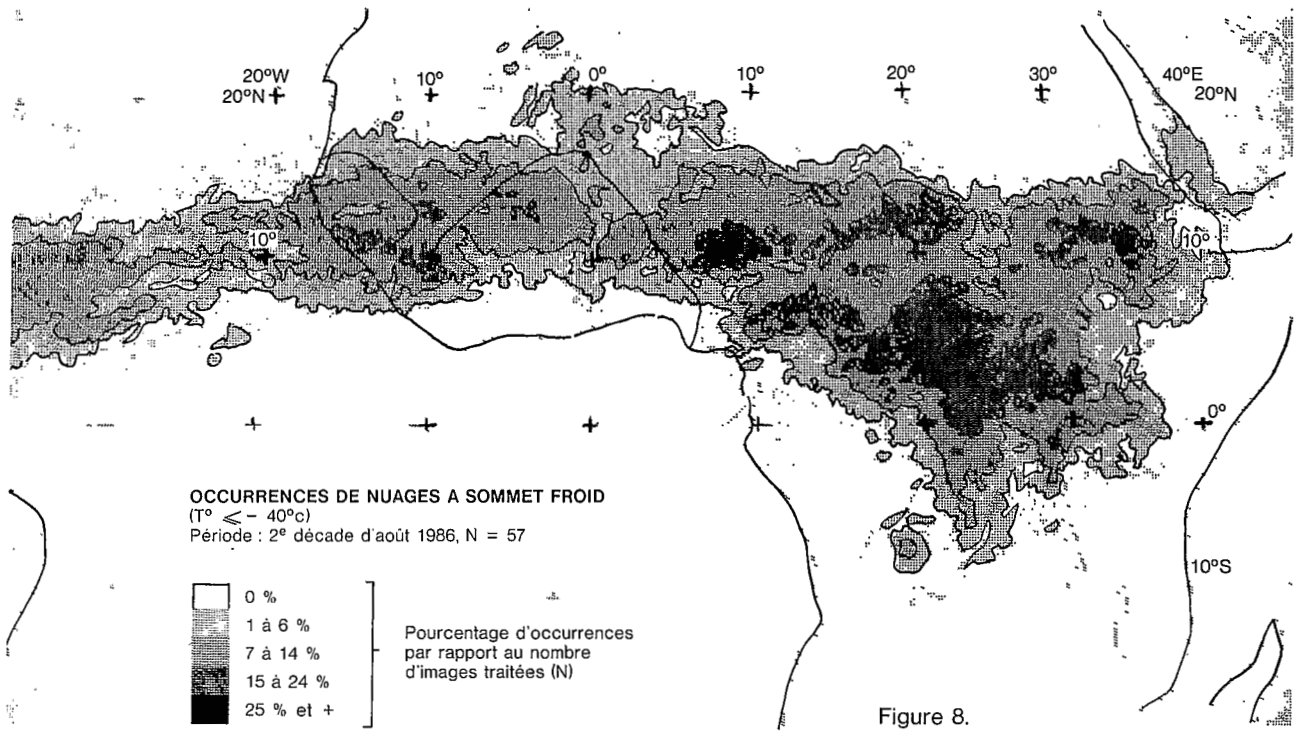 20°W
10°
0°
10°
20°
30°
40°E
20°N
20°N
10°
10°
0°
10°S
OCCURRENCES DE NUAGES A SOMMET FROID
(T° ⩽ - 40°c)
Période : 2e décade d'août 1986, N = 57
0 %
1 à 6 %
7 à 14 %
15 à 24 %
25 % et +
Pourcentage d'occurrences
par rapport au nombre
d'images traitées (N)
Figure 8.